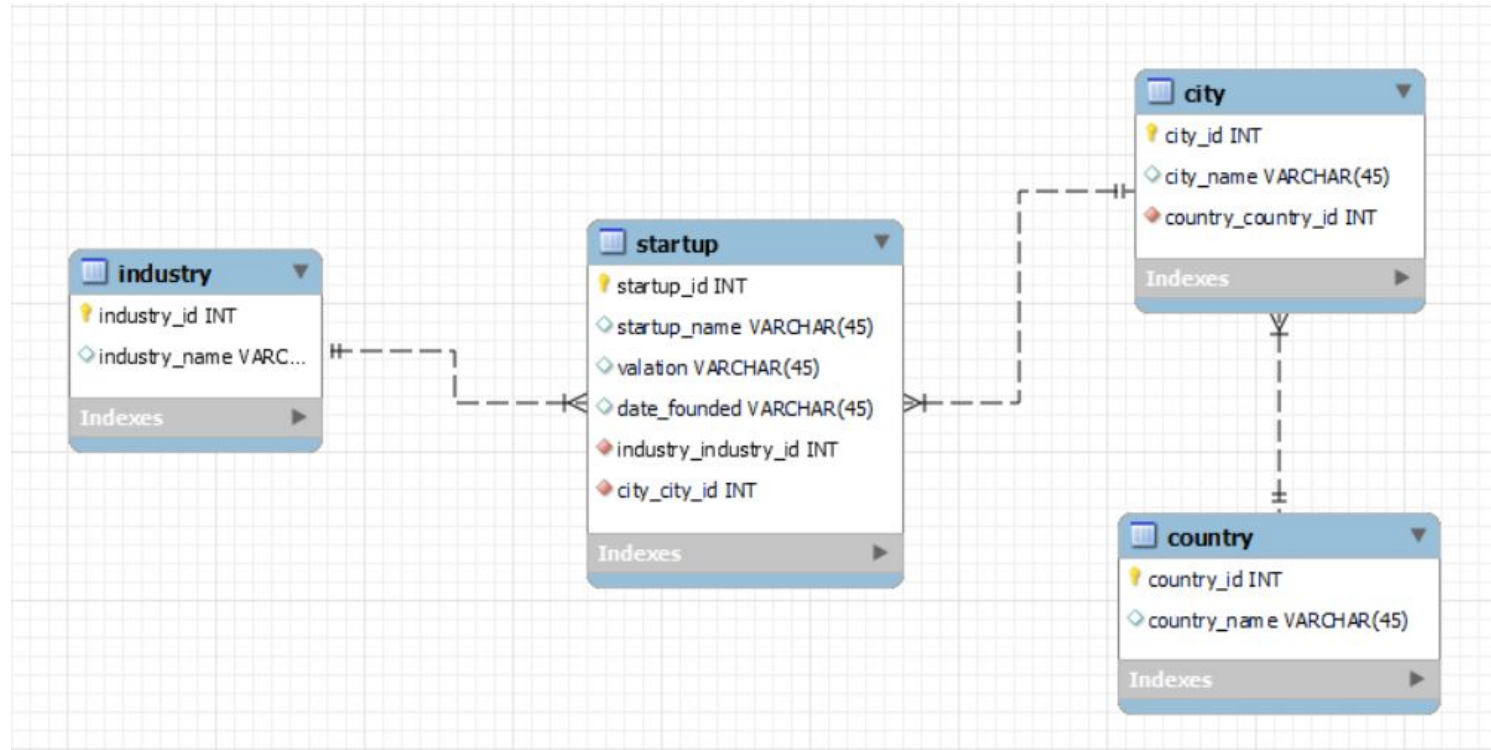 industry
industry_id INT
industry_name VARC...
Indexes
startup
startup_id INT
startup_name VARCHAR(45)
valation VARCHAR(45)
date_founded VARCHAR(45)
industry_industry_id INT
city_city_id INT
Indexes
city
city_id INT
city_name VARCHAR(45)
country_country_id INT
Indexes
country
country_id INT
country_name VARCHAR(45)
Indexes